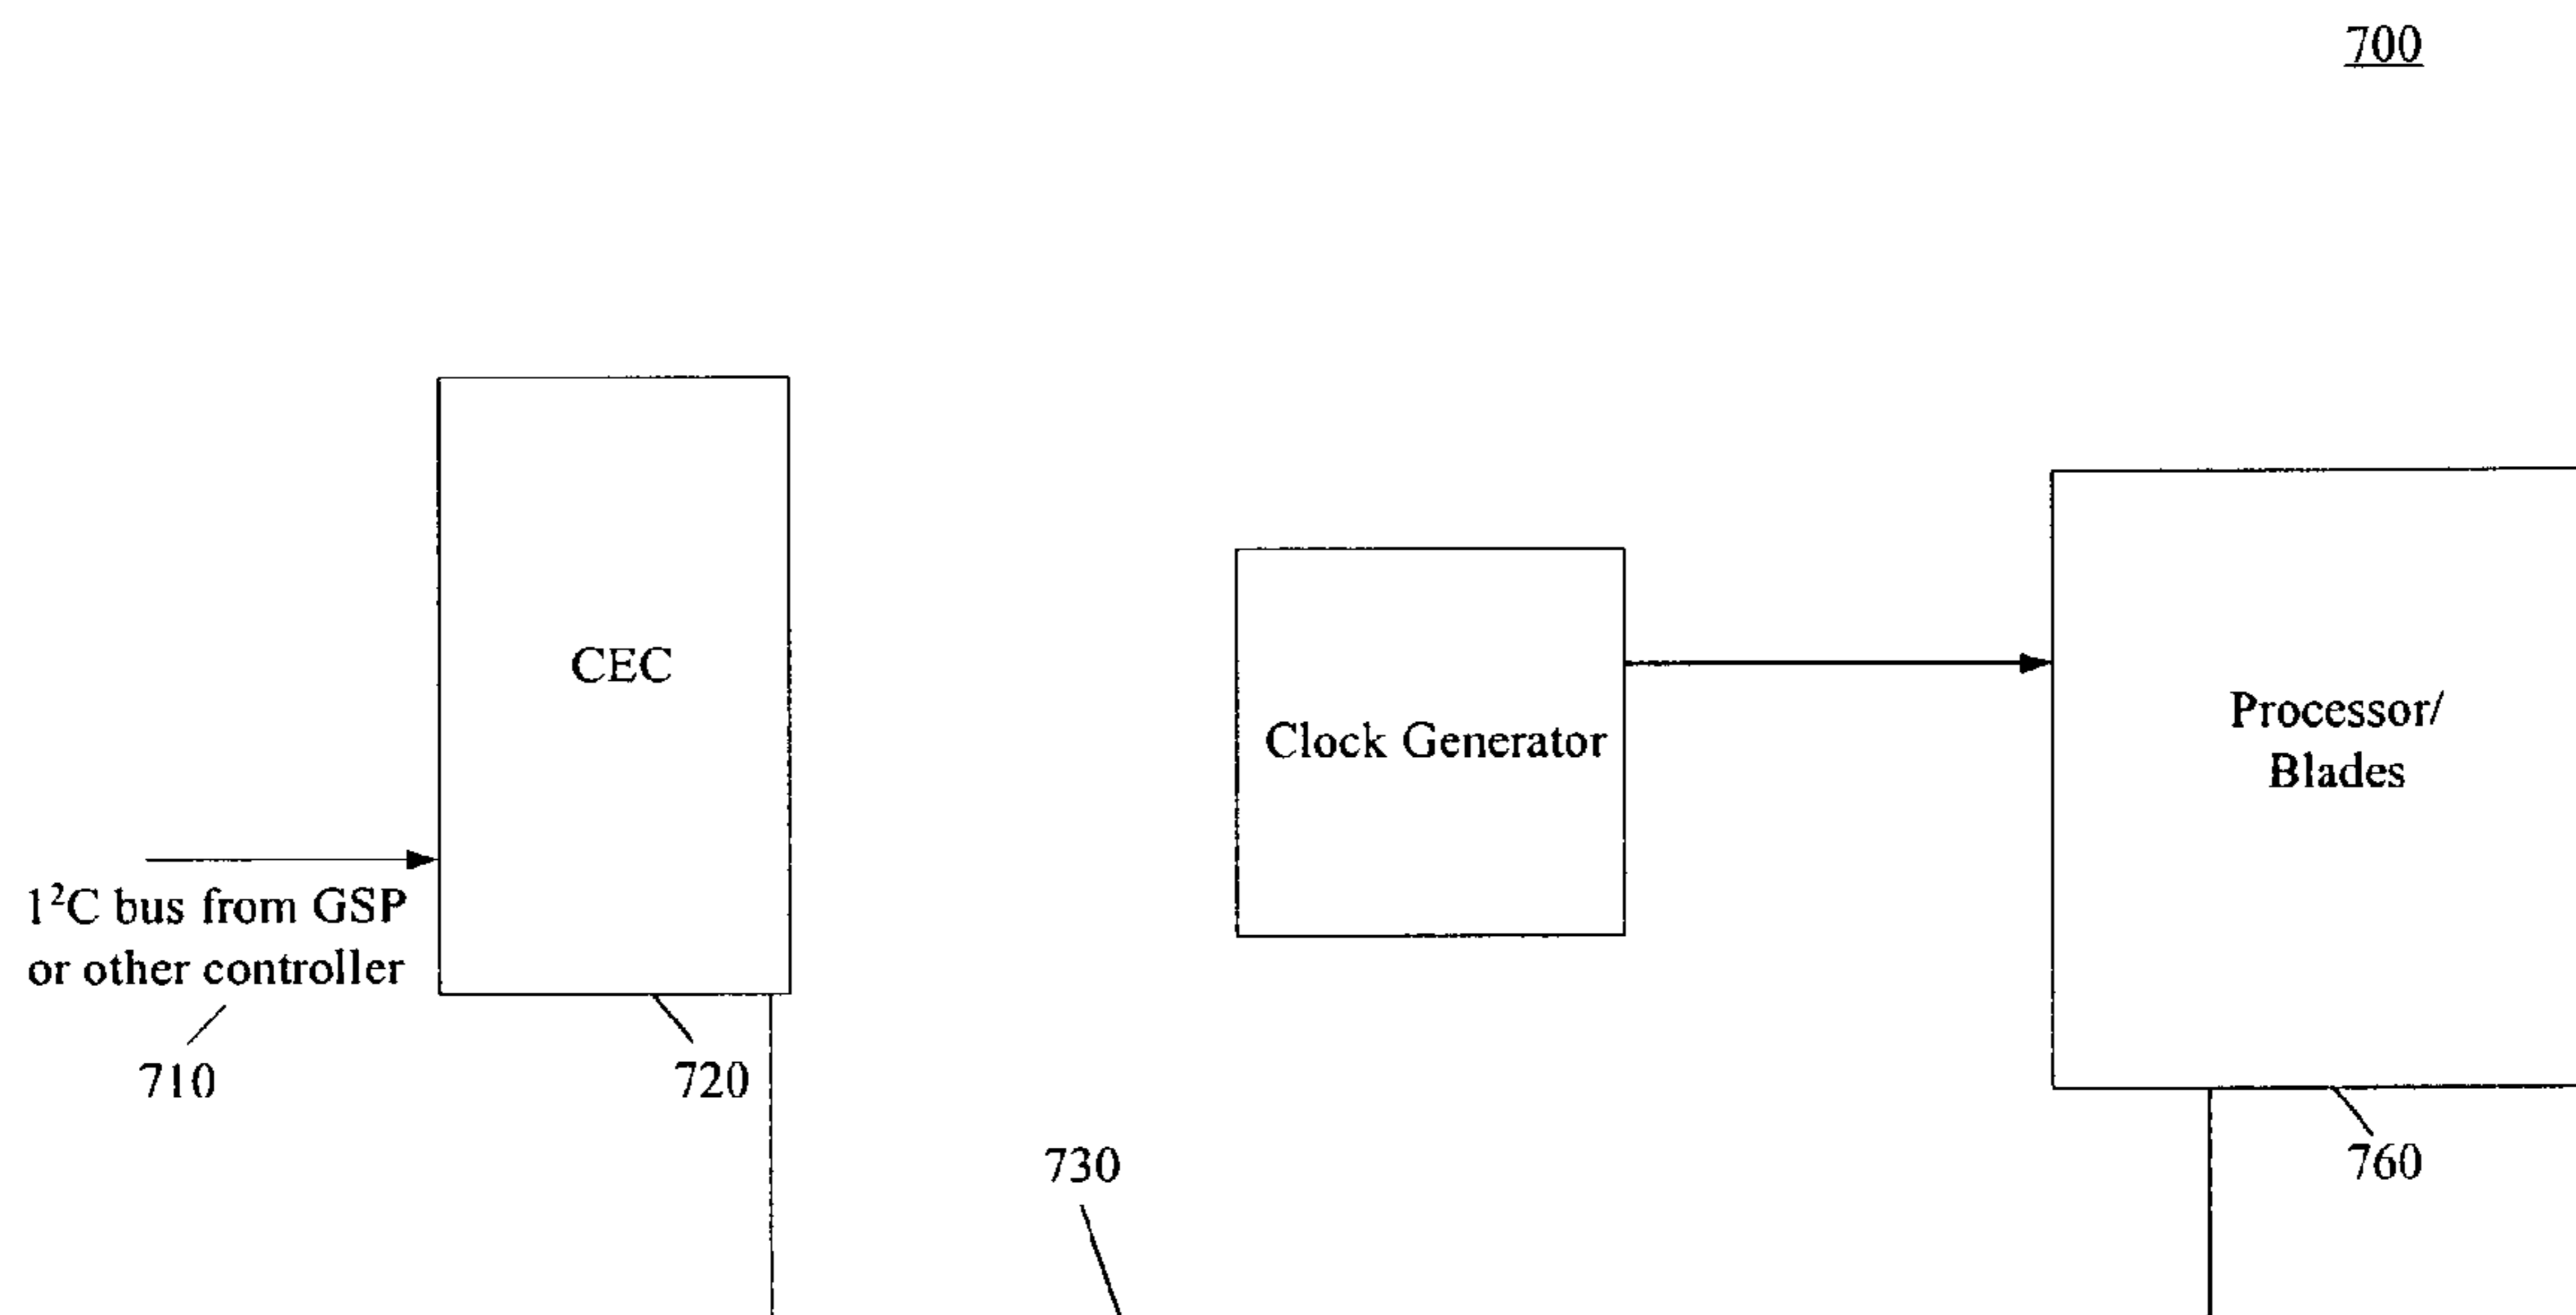 700
CEC
Clock Generator
Processor/
Blades
1²C bus from GSP
or other controller
710
720
730
760